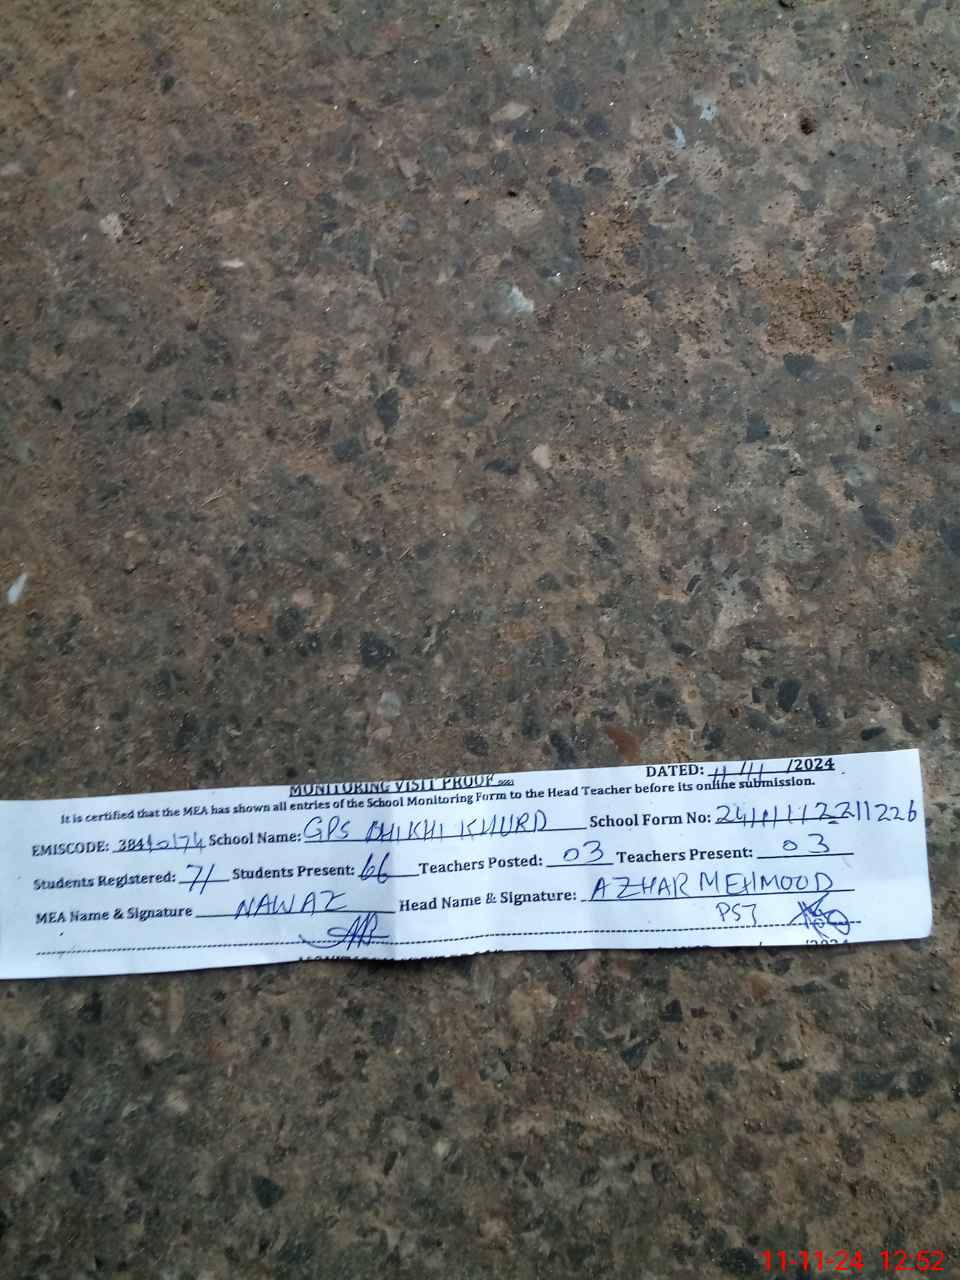 MONITORING VISIT PROOF
DATED: 11/11/2024
It is certified that the MEA has shown all entries of the School Monitoring Form to the Head Teacher before its online submission.
EMISCODE: 38410174 School Name: GPS BHIKHI KHURD School Form No:
Students Registered: 71 Students Present: 66 Teachers Posted: 03 Teachers Present: 03
MEA Name & Signature NAWAZ Head Name & Signature: AZHAR MEHMOOD
PST
/2024
11-11-24 12:52